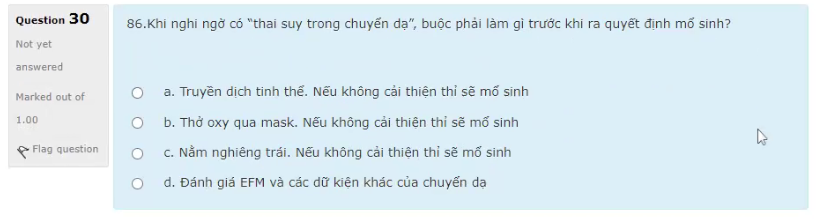 Question 30
Not yet
answered
Marked out of
1.00
Flag question
86.Khi nghi ngờ có "thai suy trong chuyển dạ", buộc phải làm gì trước khi ra quyết định mổ sinh?
a. Truyền dịch tinh thể. Nếu không cải thiện thỉ sẽ mổ sinh
b. Thở oxy qua mask. Nếu không cải thiện thỉ sẽ mổ sinh
c. Nằm nghiêng trái. Nếu không cải thiện thỉ sẽ mổ sinh
d. Đánh giá EFM và các dữ kiện khác của chuyển dạ